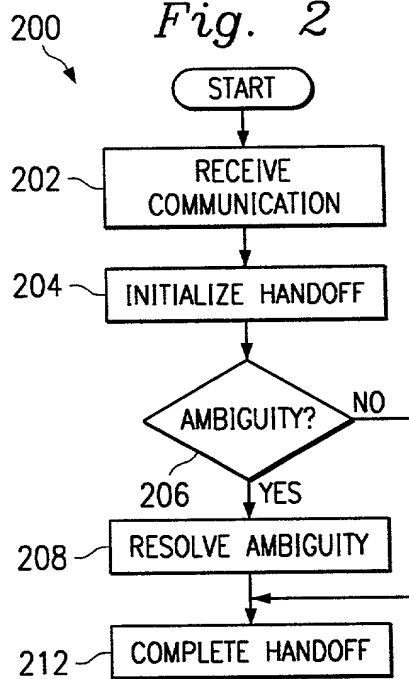 Fig. 2
200
START
202
RECEIVE
COMMUNICATION
204
INITIALIZE HANDOFF
AMBIGUITY?
NO
206
YES
208
RESOLVE AMBIGUITY
212
COMPLETE HANDOFF